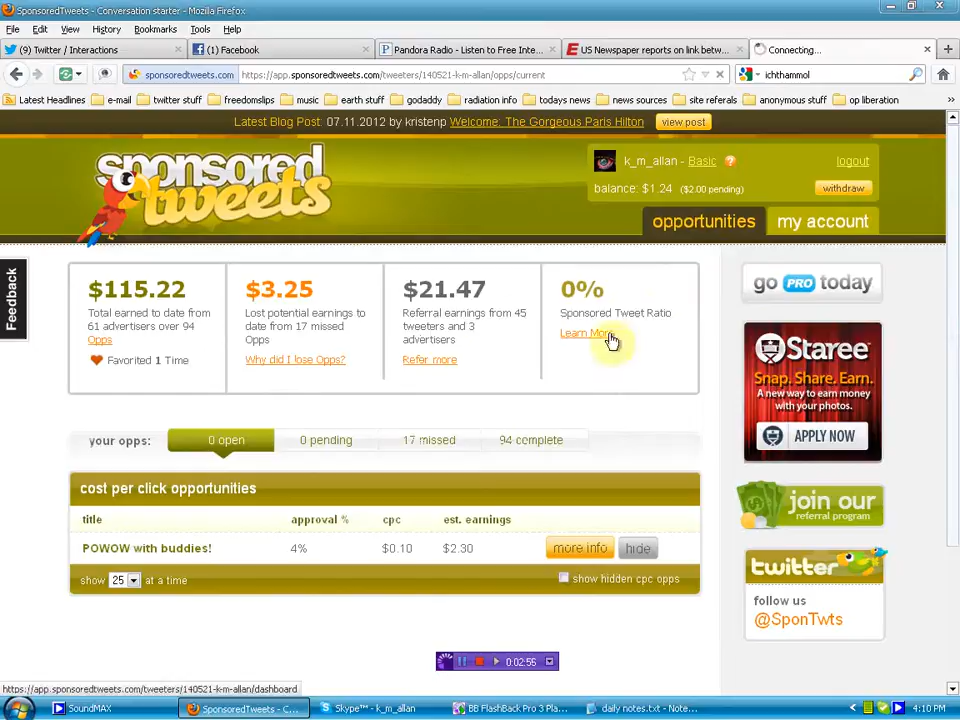 SponsoredTweets - Conversation starter - Mozilla Firefox
File Edit View History Bookmarks Tools Help
(9) Twitter / Interactions
Facebook
Pandora Radio - Listen to Free Inte...
US Newspaper reports on link betw...
Connecting...
sponsoredtweets.com
https://app.sponsoredtweets.com/tweeters/140521-k-m-allan/opps/current
ichthammol
Latest Headlines e-mail twitter stuff freedomslips music earth stuff godaddy radiation info todays news news sources site referals anonymous stuff op liberation »
Latest Blog Post: 07.11.2012 by kristenp Welcome: The Gorgeous Paris Hilton view post
sponsored tweets
k_m_allan - Basic ? logout
balance: $1.24 ($2.00 pending) withdraw
opportunities my account
Feedback
$115.22
Total earned to date from
61 advertisers over 94
Opps
Favorited 1 Time
$3.25
Lost potential earnings to
date from 17 missed
Opps
Why did I lose Opps?
$21.47
Referral earnings from 45
tweeters and 3
advertisers
Refer more
0%
Sponsored Tweet Ratio
Learn More
go PRO today
Staree
Snap. Share. Earn.
A new way to earn money
with your photos.
APPLY NOW
your opps: 0 open 0 pending 17 missed 94 complete
cost per click opportunities
title approval % cpc est. earnings
POWOW with buddies! 4% $0.10 $2.30 more info hide
show 25 at a time show hidden cpc opps
join our
referral program
twitter
follow us
@SponTwts
0:02:55
https://app.sponsoredtweets.com/tweeters/140521-k-m-allan/dashboard
SoundMAX
SponsoredTweets - C...
Skype™ - k_m_allan
BB FlashBack Pro 3 Pla...
daily notes.txt - Note...
4:10 PM